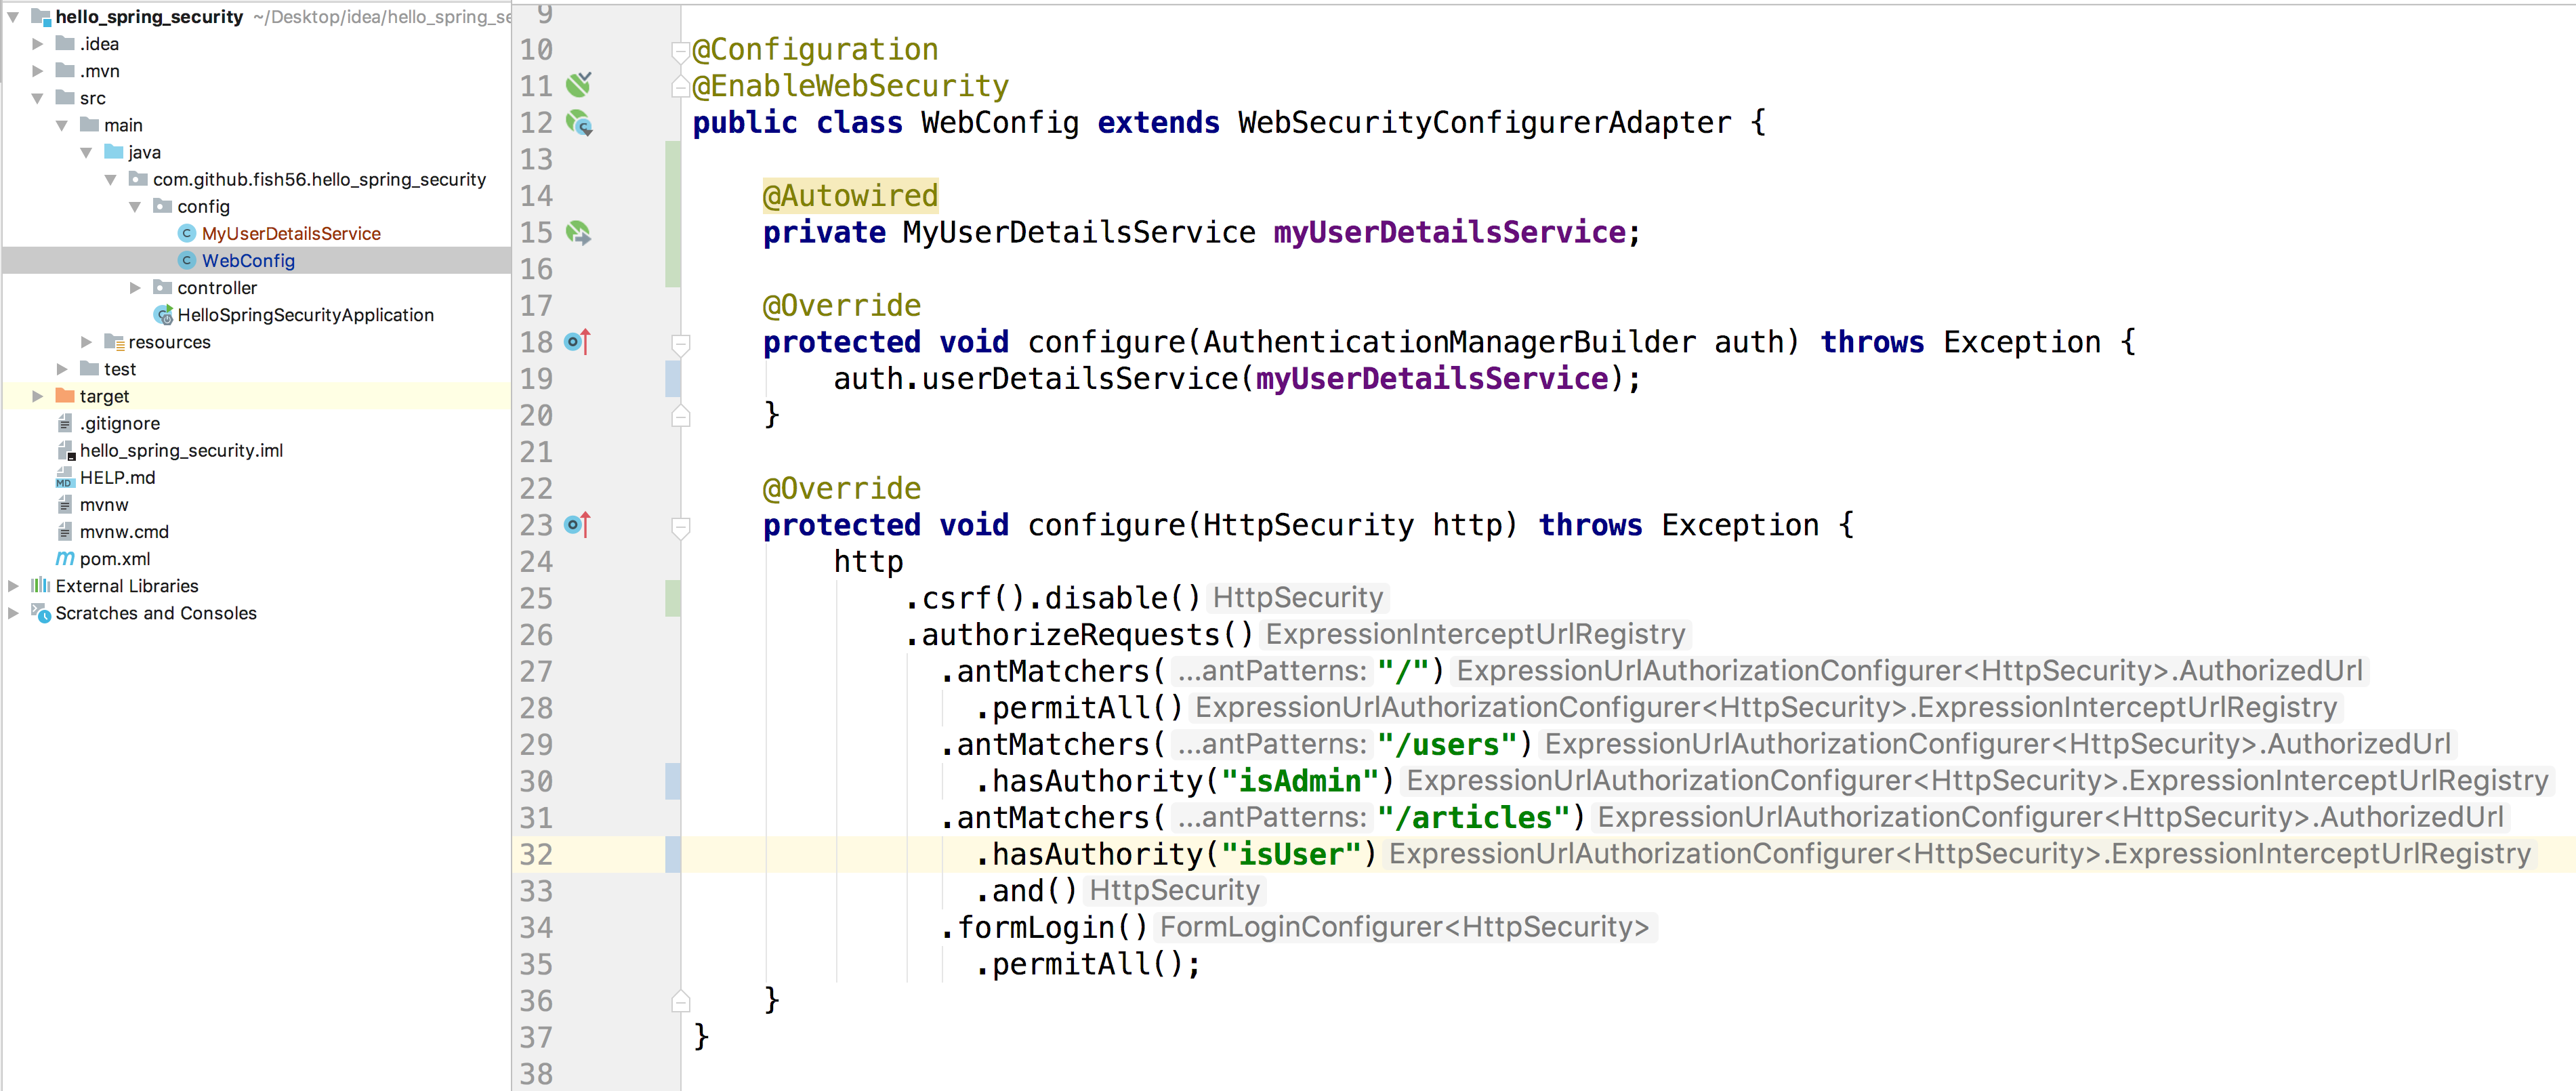 hello_spring_security ~/Desktop/idea/hello_spring_se
.idea
.mvn
src
main
java
com.github.fish56.hello_spring_security
config
MyUserDetailsService
WebConfig
controller
HelloSpringSecurityApplication
resources
test
target
.gitignore
hello_spring_security.iml
HELP.md
mvnw
mvnw.cmd
pom.xml
External Libraries
Scratches and Consoles
9
10 @Configuration
11 @EnableWebSecurity
12 public class WebConfig extends WebSecurityConfigurerAdapter {
13
14 @Autowired
15 private MyUserDetailsService myUserDetailsService;
16
17 @Override
18 protected void configure(AuthenticationManagerBuilder auth) throws Exception {
19 auth.userDetailsService(myUserDetailsService);
20 }
21
22 @Override
23 protected void configure(HttpSecurity http) throws Exception {
24 http
25 .csrf().disable() HttpSecurity
26 .authorizeRequests() ExpressionInterceptUrlRegistry
27 .antMatchers( ...antPatterns: "/") ExpressionUrlAuthorizationConfigurer<HttpSecurity>.AuthorizedUrl
28 .permitAll() ExpressionUrlAuthorizationConfigurer<HttpSecurity>.ExpressionInterceptUrlRegistry
29 .antMatchers( ...antPatterns: "/users") ExpressionUrlAuthorizationConfigurer<HttpSecurity>.AuthorizedUrl
30 .hasAuthority("isAdmin") ExpressionUrlAuthorizationConfigurer<HttpSecurity>.ExpressionInterceptUrlRegistry
31 .antMatchers( ...antPatterns: "/articles") ExpressionUrlAuthorizationConfigurer<HttpSecurity>.AuthorizedUrl
32 .hasAuthority("isUser") ExpressionUrlAuthorizationConfigurer<HttpSecurity>.ExpressionInterceptUrlRegistry
33 .and() HttpSecurity
34 .formLogin() FormLoginConfigurer<HttpSecurity>
35 .permitAll();
36 }
37 }
38